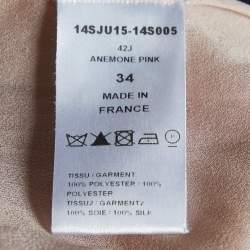 14SJU15-14S005
42J
ANEMONE PINK
34
MADE IN
FRANCE
TISSU / GARMENT
100% POLYESTER / 100%
POLYESTER
TISSU2 / GARMENT2
100% SOIE / 100% SILK